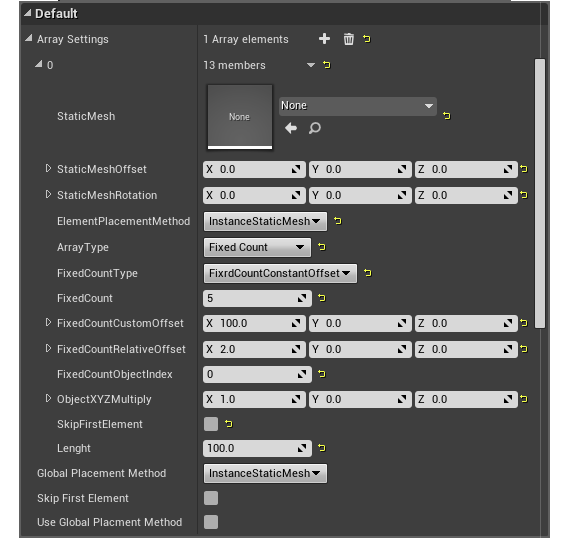 Default
Array Settings 1 Array elements
0 13 members
StaticMesh None None
StaticMeshOffset X 0.0 Y 0.0 Z 0.0
StaticMeshRotation X 0.0 Y 0.0 Z 0.0
ElementPlacementMethod InstanceStaticMesh
ArrayType Fixed Count
FixedCountType FixrdCountConstantOffset
FixedCount 5
FixedCountCustomOffset X 100.0 Y 0.0 Z 0.0
FixedCountRelativeOffset X 2.0 Y 0.0 Z 0.0
FixedCountObjectIndex 0
ObjectXYZMultiply X 1.0 Y 0.0 Z 0.0
SkipFirstElement
Lenght 100.0
Global Placement Method InstanceStaticMesh
Skip First Element
Use Global Placment Method